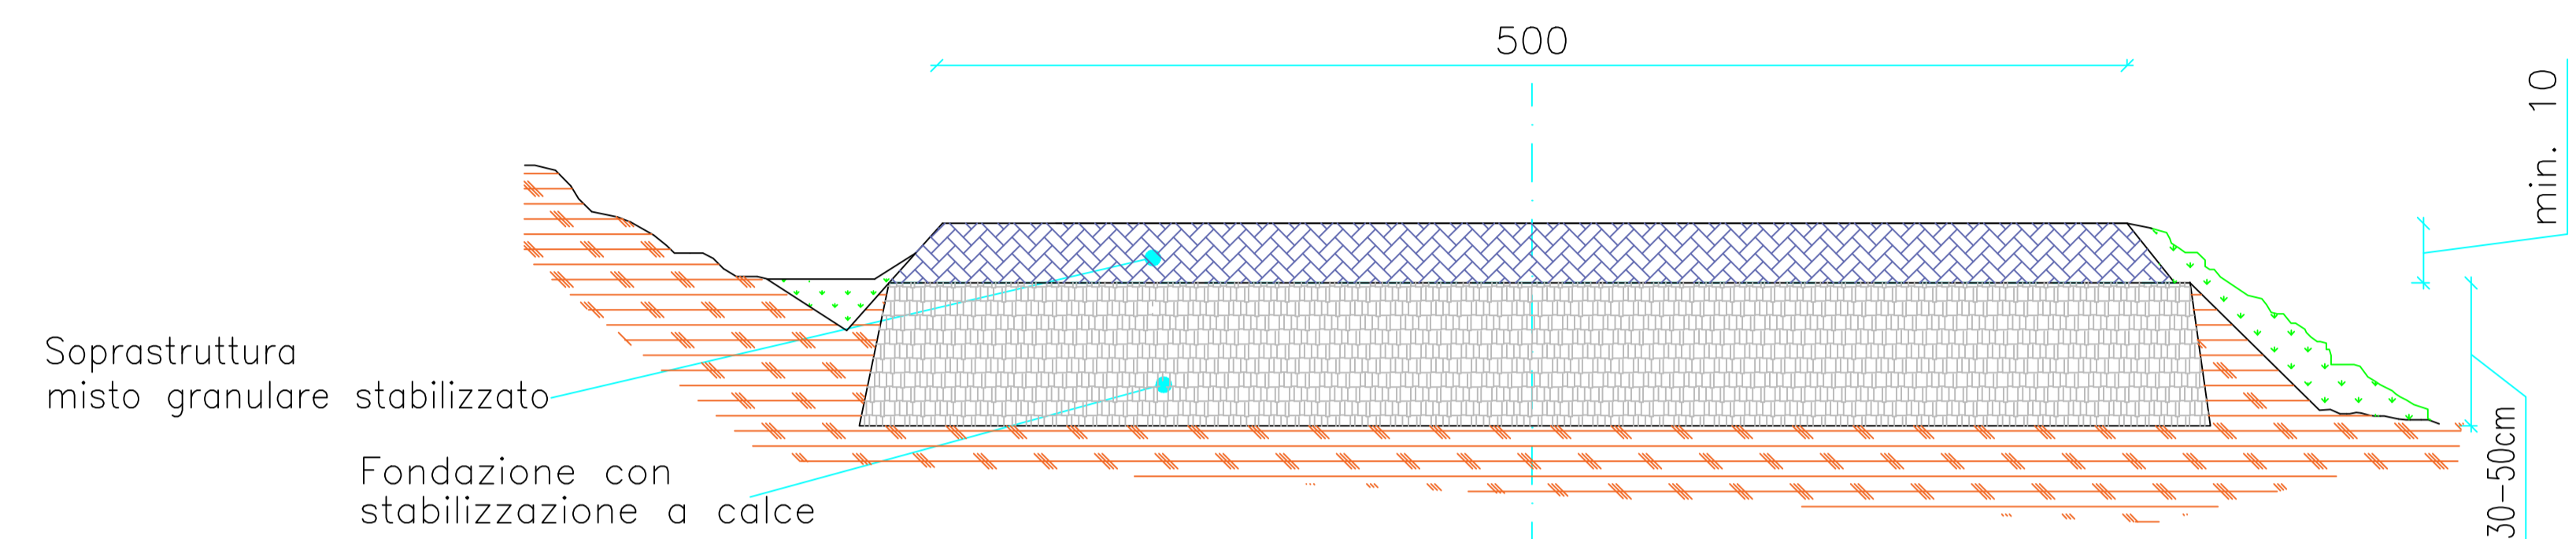 500
min. 10
Soprastruttura
misto granulare stabilizzato
30-50cm
Fondazione con
stabilizzazione a calce